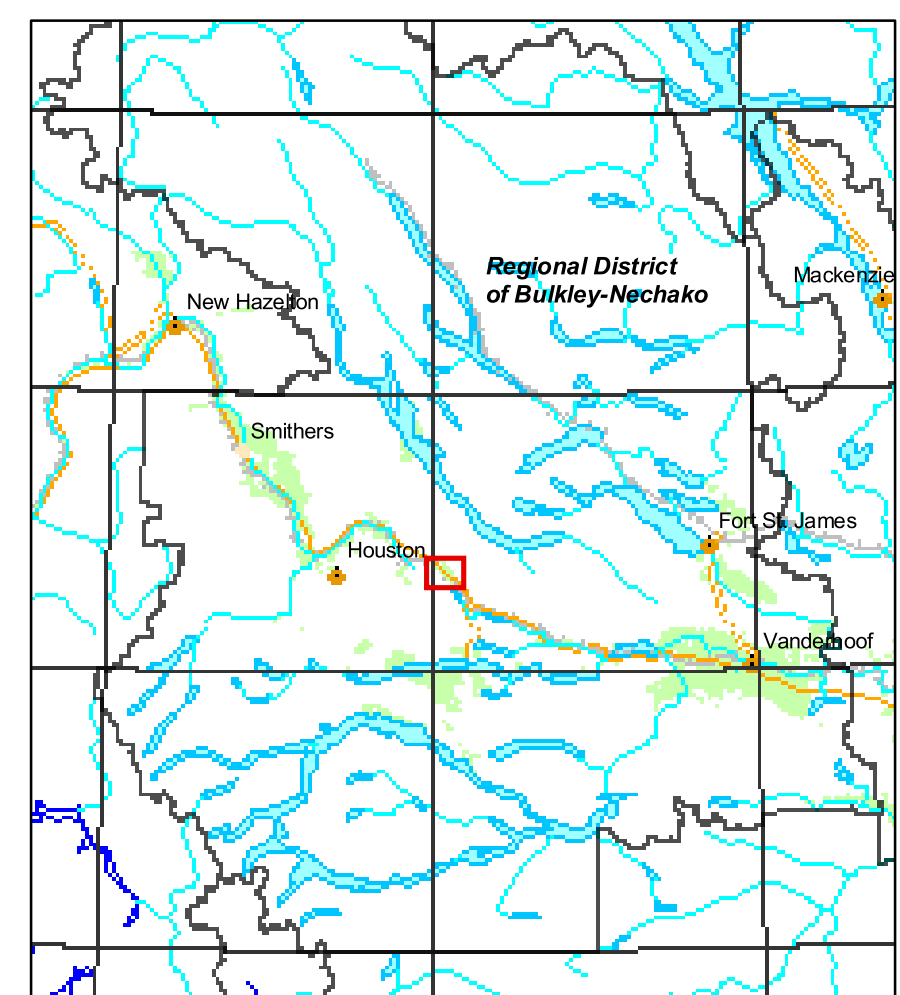 Regional District
of Bulkley-Nechako
Mackenzie
New Hazelton
Smithers
Fort St. James
Houston
Vanderhoof